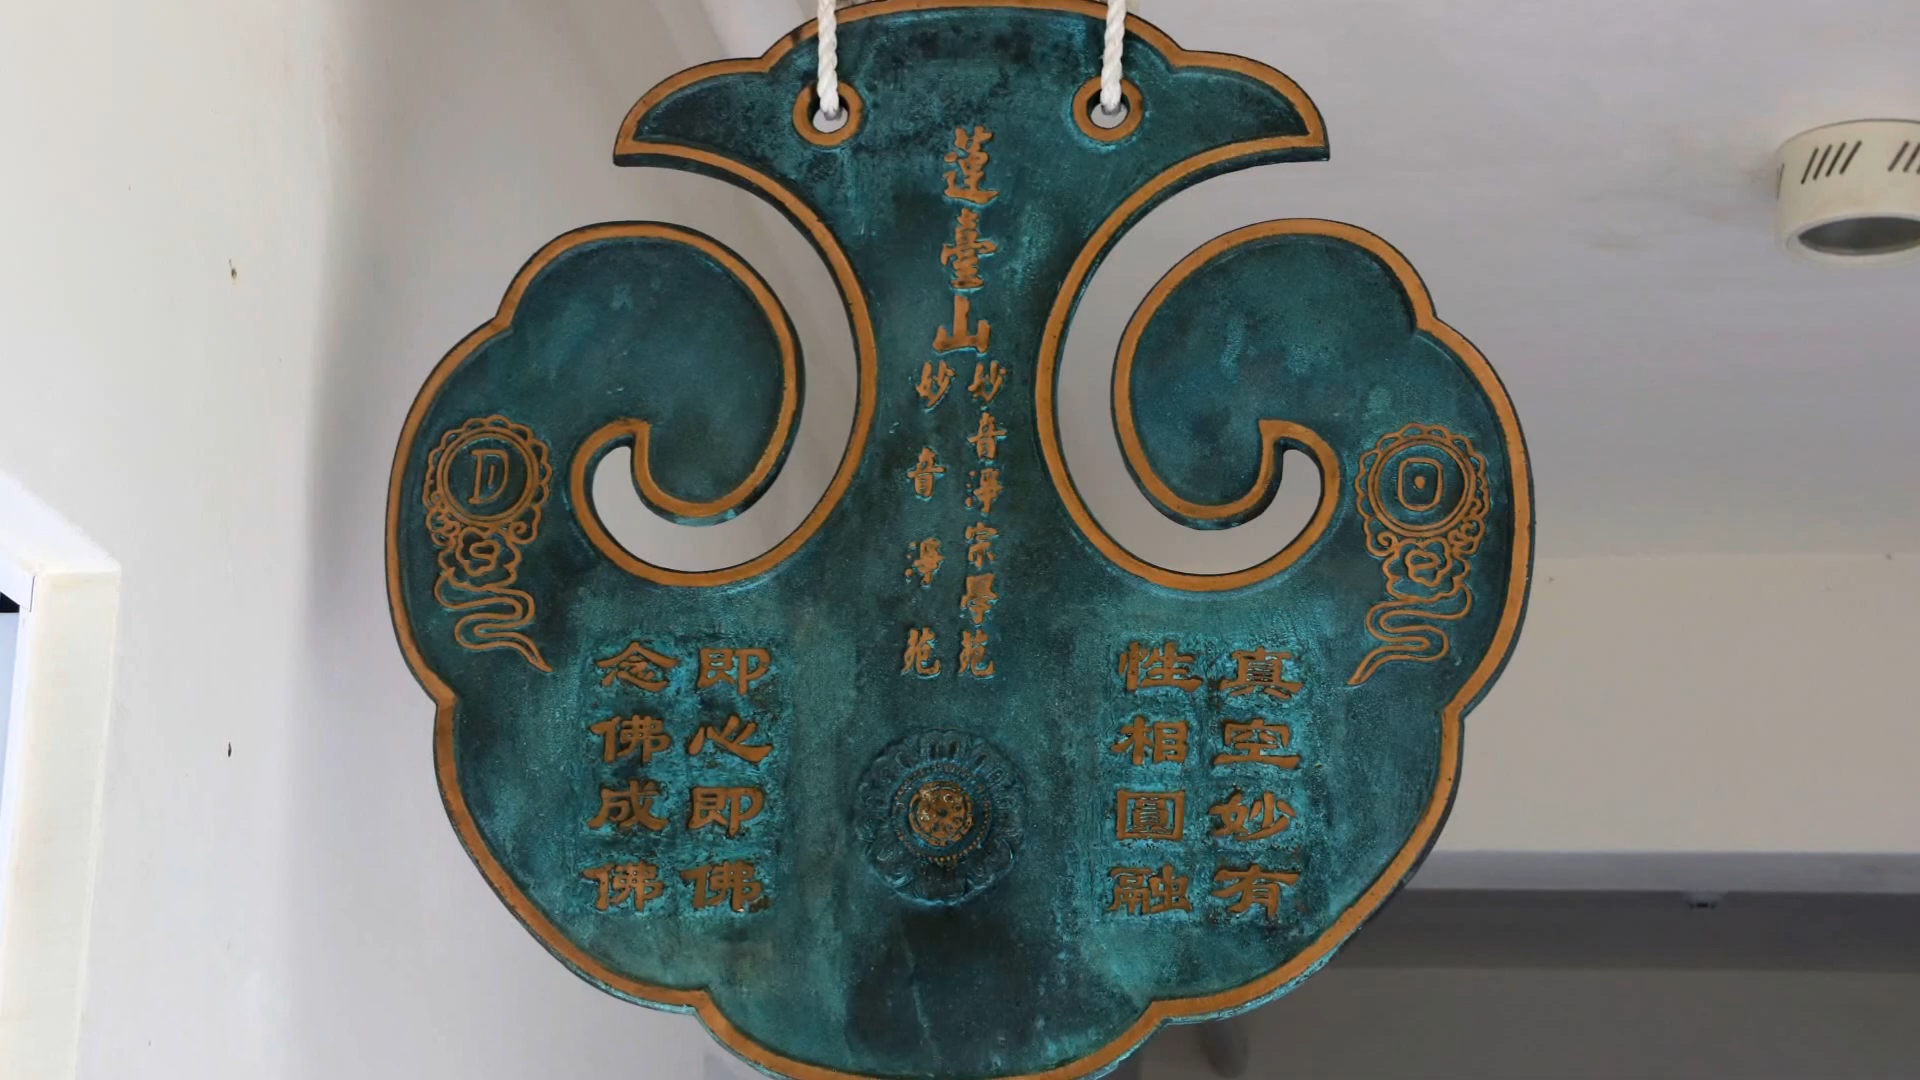 蓮臺山
妙音淨宗學苑
妙音淨苑
真空妙有
性相圓融
即心即佛
念佛成佛